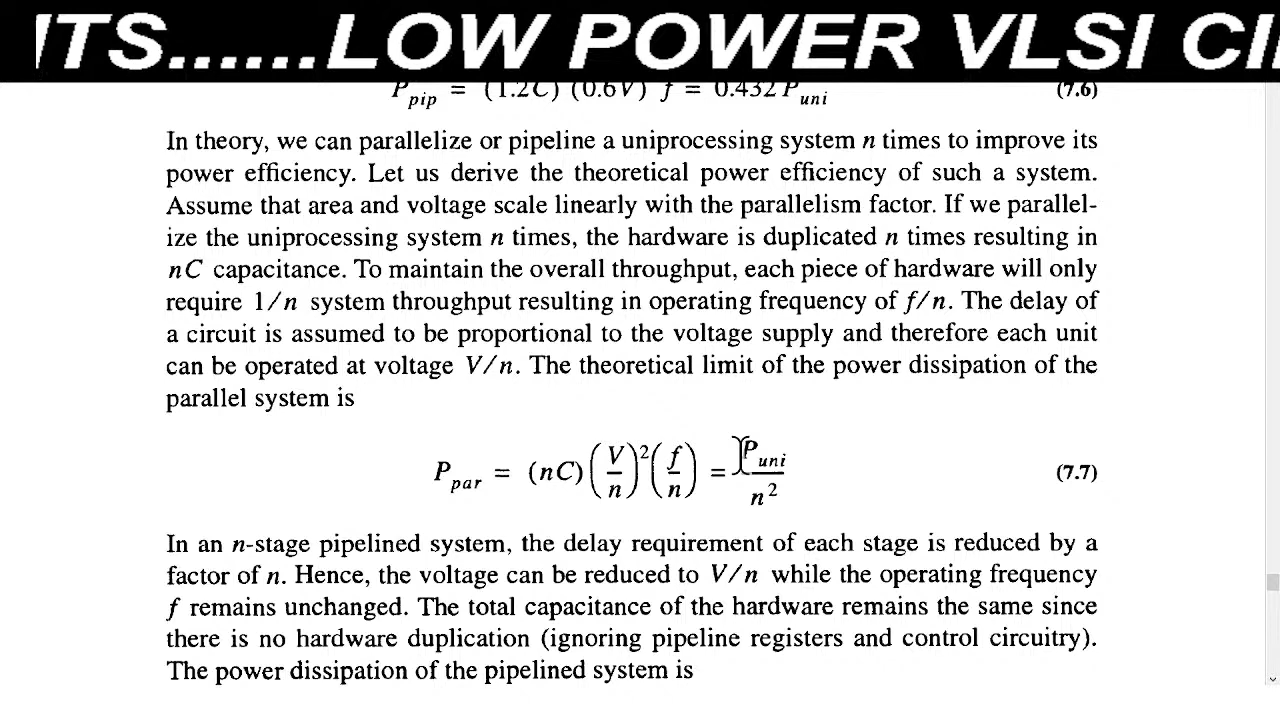 ITS......LOW POWER VLSI CI
P_pip = (1.2C) (0.6V) f = 0.432 P_uni (7.6)
In theory, we can parallelize or pipeline a uniprocessing system n times to improve its
power efficiency. Let us derive the theoretical power efficiency of such a system.
Assume that area and voltage scale linearly with the parallelism factor. If we parallel-
ize the uniprocessing system n times, the hardware is duplicated n times resulting in
nC capacitance. To maintain the overall throughput, each piece of hardware will only
require 1/n system throughput resulting in operating frequency of f/n. The delay of
a circuit is assumed to be proportional to the voltage supply and therefore each unit
can be operated at voltage V/n. The theoretical limit of the power dissipation of the
parallel system is
P_par = (nC) (V/n)^2 (f/n) = P_uni/n^2 (7.7)
In an n-stage pipelined system, the delay requirement of each stage is reduced by a
factor of n. Hence, the voltage can be reduced to V/n while the operating frequency
f remains unchanged. The total capacitance of the hardware remains the same since
there is no hardware duplication (ignoring pipeline registers and control circuitry).
The power dissipation of the pipelined system is